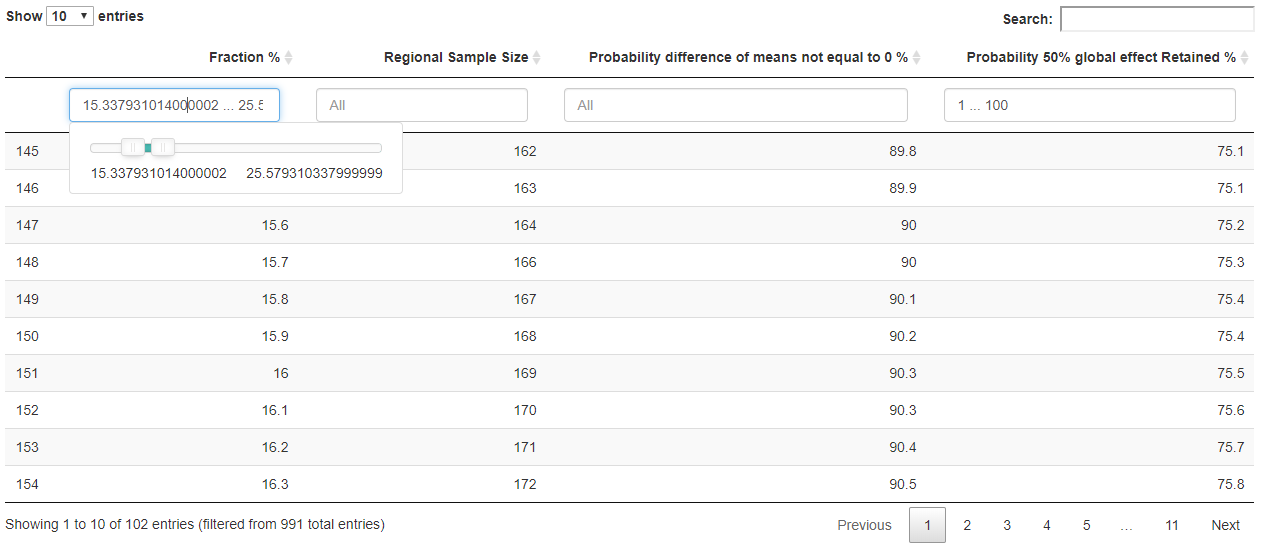 Show 10 entries
Search:
Fraction % Regional Sample Size Probability difference of means not equal to 0 % Probability 50% global effect Retained %
15.337931014000002 ... 25.5 All All 1 ... 100
145 162 89.8 75.1
15.337931014000002 25.579310337999999
146 163 89.9 75.1
147 15.6 164 90 75.2
148 15.7 166 90 75.3
149 15.8 167 90.1 75.4
150 15.9 168 90.2 75.4
151 16 169 90.3 75.5
152 16.1 170 90.3 75.6
153 16.2 171 90.4 75.7
154 16.3 172 90.5 75.8
Showing 1 to 10 of 102 entries (filtered from 991 total entries) Previous 1 2 3 4 5 … 11 Next